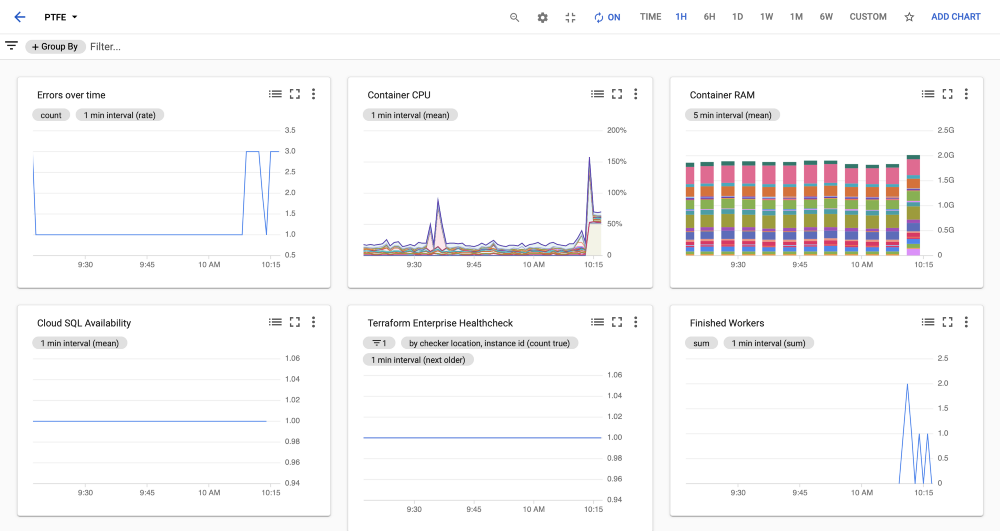 PTFE
ON TIME 1H 6H 1D 1W 1M 6W CUSTOM ADD CHART
+ Group By Filter...
Errors over time
count 1 min interval (rate)
3.5
3.0
2.5
2.0
1.5
1.0
0.5
9:30 9:45 10 AM 10:15
Container CPU
1 min interval (mean)
200%
150%
100%
50%
0
9:30 9:45 10 AM 10:15
Container RAM
5 min interval (mean)
2.5G
2.0G
1.5G
1.0G
0.5G
0
9:30 9:45 10 AM 10:15
Cloud SQL Availability
1 min interval (mean)
1.06
1.04
1.02
1.00
0.98
0.96
0.94
9:30 9:45 10 AM 10:15
Terraform Enterprise Healthcheck
1 by checker location, instance id (count true)
1 min interval (next older)
1.06
1.04
1.02
1.00
0.98
0.96
0.94
9:30 9:45 10 AM 10:15
Finished Workers
sum 1 min interval (sum)
2.5
2.0
1.5
1.0
0.5
0
9:30 9:45 10 AM 10:15